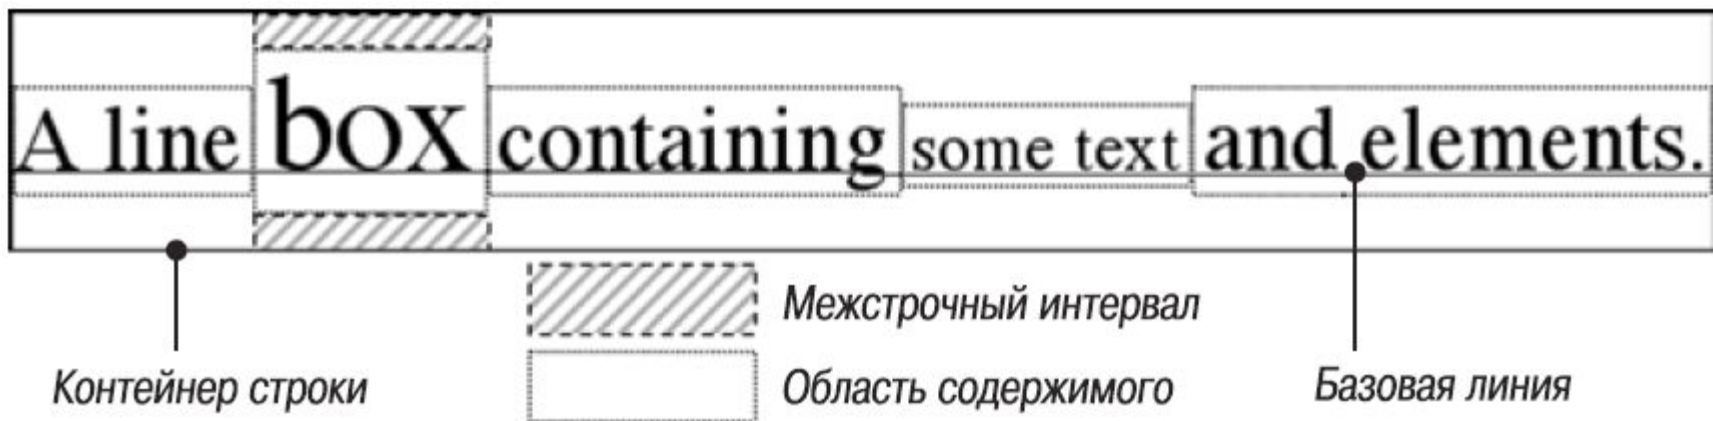 A line box containing some text and elements.
Межстрочный интервал
Контейнер строки
Область содержимого
Базовая линия